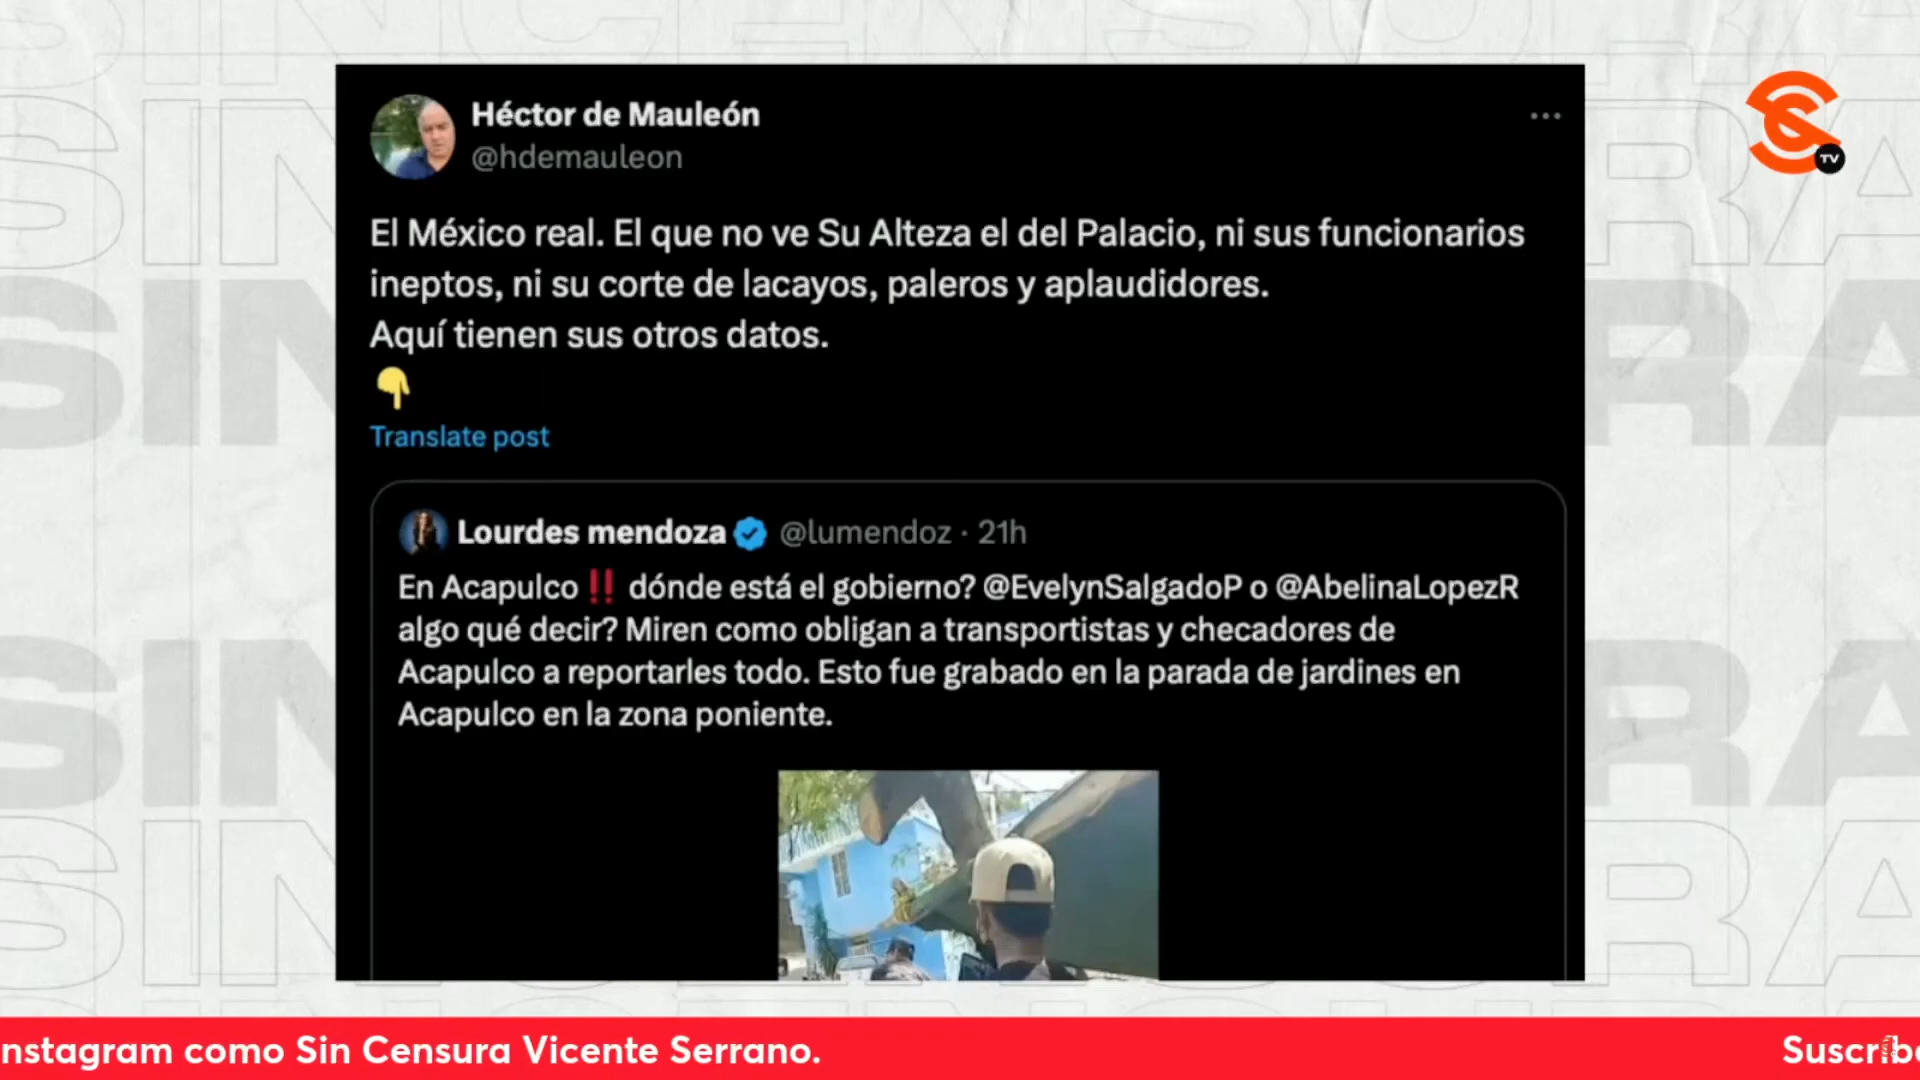 SIN CENSURA
TV
Héctor de Mauleón
@hdemauleon
El México real. El que no ve Su Alteza el del Palacio, ni sus funcionarios
ineptos, ni su corte de lacayos, paleros y aplaudidores.
Aquí tienen sus otros datos.
👇
Translate post
Lourdes mendoza @lumendoz · 21h
En Acapulco‼️ dónde está el gobierno? @EvelynSalgadoP o @AbelinaLopezR
algo qué decir? Miren como obligan a transportistas y checadores de
Acapulco a reportarles todo. Esto fue grabado en la parada de jardines en
Acapulco en la zona poniente.
nstagram como Sin Censura Vicente Serrano. Suscribe